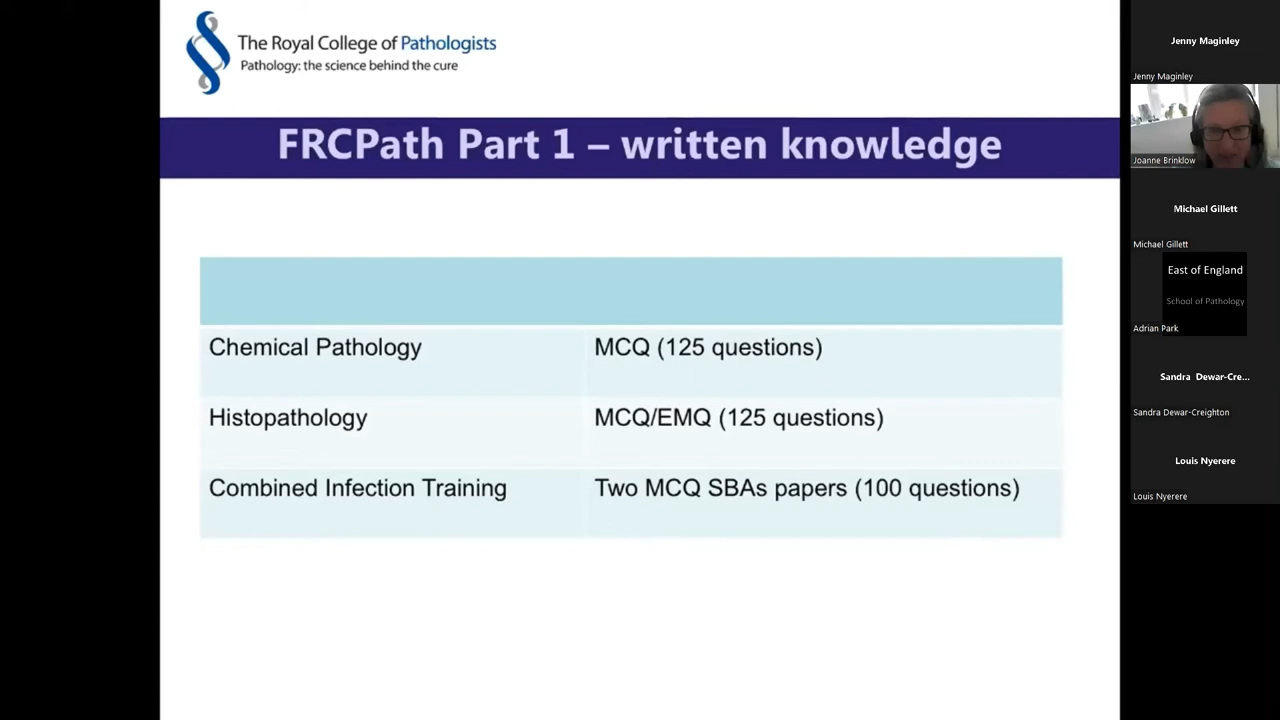 The Royal College of Pathologists
Pathology: the science behind the cure
FRCPath Part 1 – written knowledge
Chemical Pathology MCQ (125 questions)
Histopathology MCQ/EMQ (125 questions)
Combined Infection Training Two MCQ SBAs papers (100 questions)
Jenny Maginley
Jenny Maginley
Joanne Brinklow
Michael Gillett
Michael Gillett
East of England
School of Pathology
Adrian Park
Sandra Dewar-Cre...
Sandra Dewar-Creighton
Louis Nyerere
Louis Nyerere